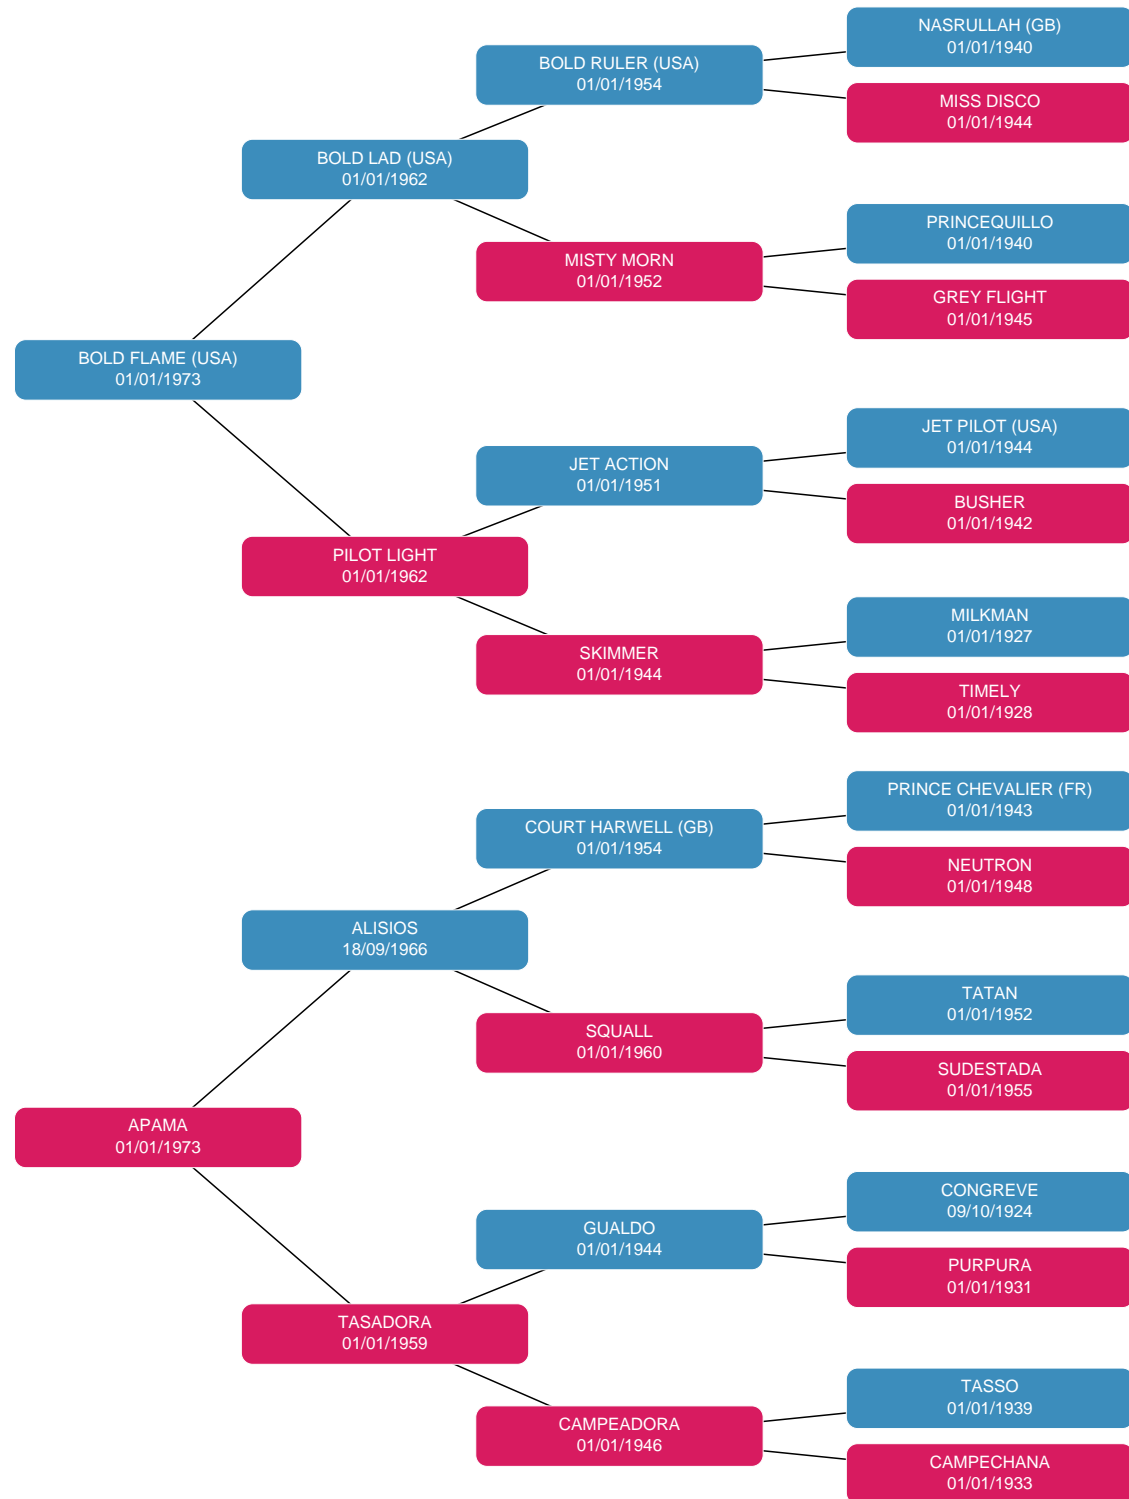 NASRULLAH (GB)
01/01/1940
BOLD RULER (USA)
01/01/1954
MISS DISCO
01/01/1944
BOLD LAD (USA)
01/01/1962
PRINCEQUILLO
01/01/1940
MISTY MORN
01/01/1952
GREY FLIGHT
01/01/1945
BOLD FLAME (USA)
01/01/1973
JET PILOT (USA)
01/01/1944
JET ACTION
01/01/1951
BUSHER
01/01/1942
PILOT LIGHT
01/01/1962
MILKMAN
01/01/1927
SKIMMER
01/01/1944
TIMELY
01/01/1928
PRINCE CHEVALIER (FR)
01/01/1943
COURT HARWELL (GB)
01/01/1954
NEUTRON
01/01/1948
ALISIOS
18/09/1966
TATAN
01/01/1952
SQUALL
01/01/1960
SUDESTADA
01/01/1955
APAMA
01/01/1973
CONGREVE
09/10/1924
GUALDO
01/01/1944
PURPURA
01/01/1931
TASADORA
01/01/1959
TASSO
01/01/1939
CAMPEADORA
01/01/1946
CAMPECHANA
01/01/1933